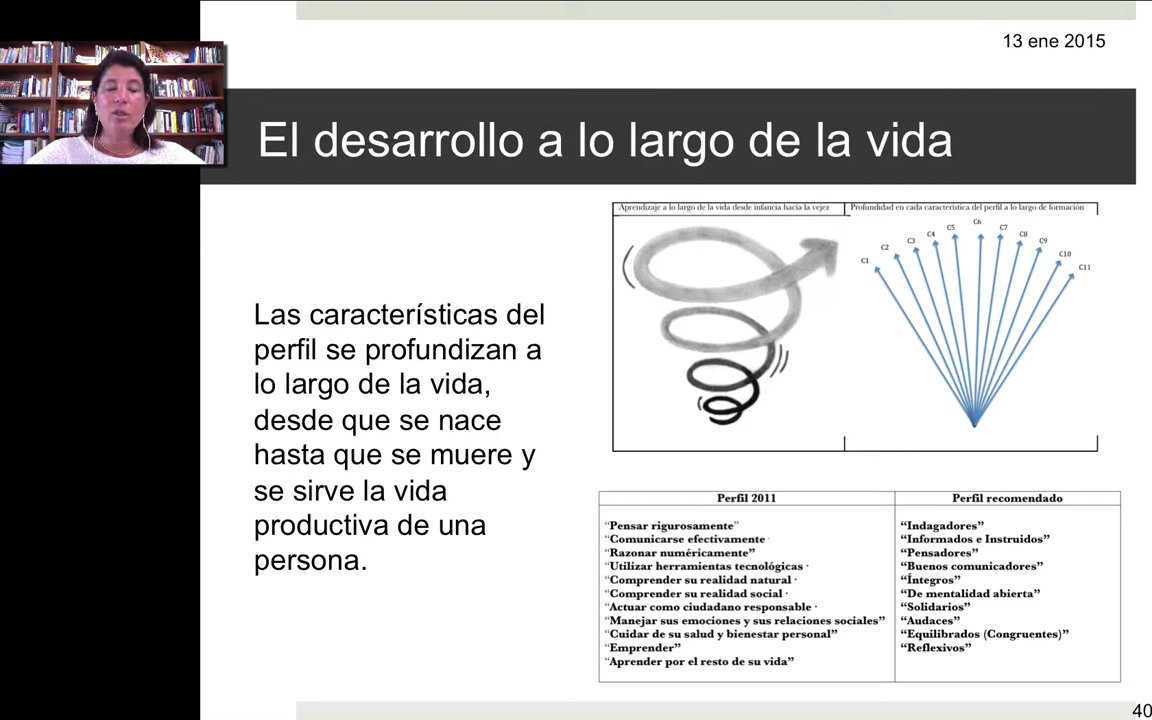 13 ene 2015
El desarrollo a lo largo de la vida
Las características del
perfil se profundizan a
lo largo de la vida,
desde que se nace
hasta que se muere y
se sirve la vida
productiva de una
persona.
Aprendizaje a lo largo de la vida desde infancia hacia la vejez
Profundidad en cada característica del perfil a lo largo de formación
C1
C2
C3
C4
C5
C6
C7
C8
C9
C10
C11
Perfil 2011
“Pensar rigurosamente”
“Comunicarse efectivamente
“Razonar numéricamente”
“Utilizar herramientas tecnológicas
“Comprender su realidad natural
“Comprender su realidad social
“Actuar como ciudadano responsable
“Manejar sus emociones y sus relaciones sociales”
“Cuidar de su salud y bienestar personal”
“Emprender”
“Aprender por el resto de su vida”
Perfil recomendado
“Indagadores”
“Informados e Instruidos”
“Pensadores”
“Buenos comunicadores”
“Íntegros”
“De mentalidad abierta”
“Solidarios”
“Audaces”
“Equilibrados (Congruentes)”
“Reflexivos”
40